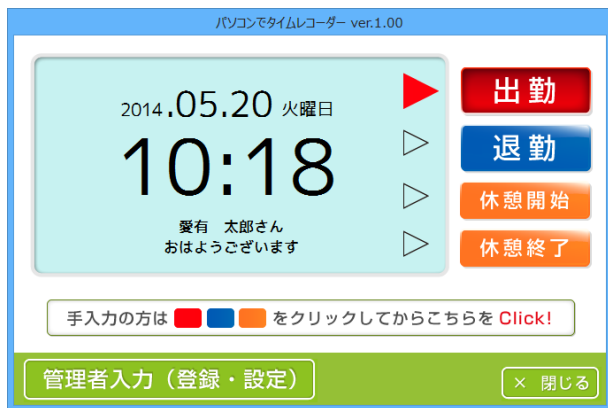 パソコンでタイムレコーダー ver.1.00
2014.05.20 火曜日
10:18
愛有 太郎さん
おはようございます
出勤
退勤
休憩開始
休憩終了
手入力の方は をクリックしてからこちらを Click!
管理者入力（登録・設定）
× 閉じる